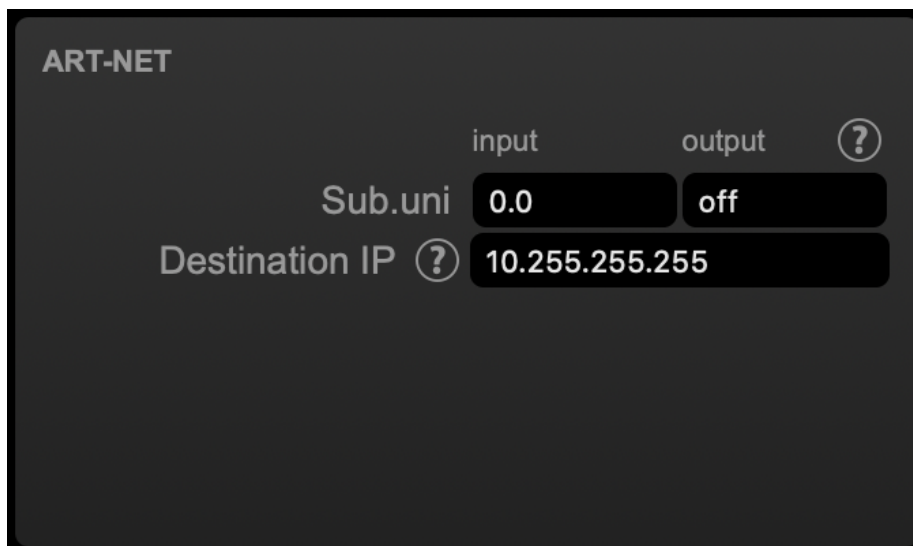 ART-NET
input output ?
Sub.uni 0.0 off
Destination IP ? 10.255.255.255